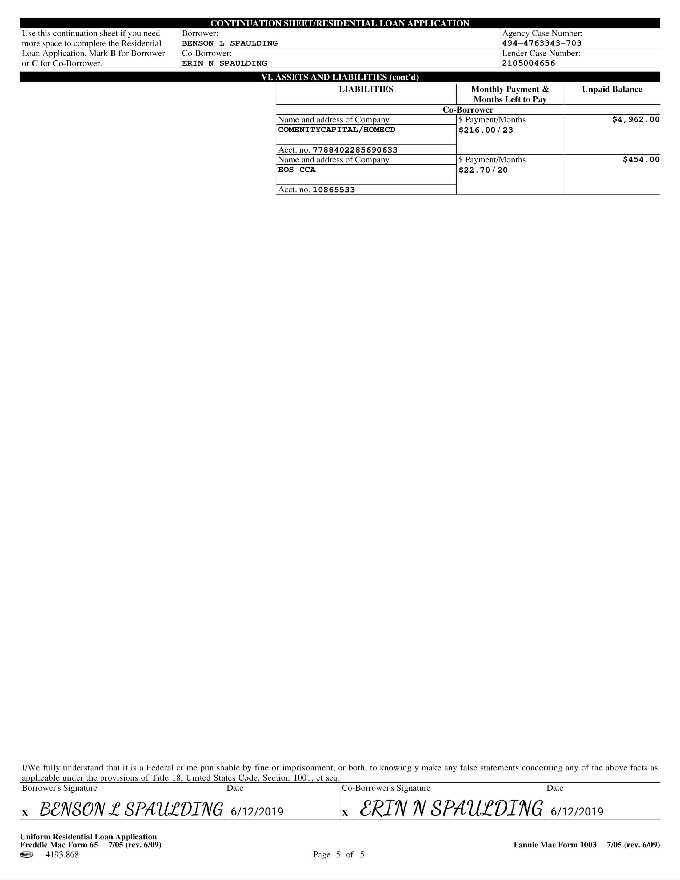 CONTINUATION SHEET/RESIDENTIAL LOAN APPLICATION
Use this continuation sheet if you need
more space to complete the Residential
Loan Application. Mark B for Borrower
or C for Co-Borrower.
Borrower:
BENSON L SPAULDING
Co-Borrower:
ERIN N SPAULDING
Agency Case Number:
494-4763343-703
Lender Case Number:
2105004656
VI. ASSETS AND LIABILITIES (cont'd)
LIABILITIES
Monthly Payment &
Months Left to Pay
Unpaid Balance
Co-Borrower
Name and address of Company $ Payment/Months $4,962.00
COMENITYCAPITAL/HOMECD $216.00/23
Acct. no. 7788402285690633
Name and address of Company $ Payment/Months $454.00
EOS CCA $22.70/20
Acct. no. 10865533
I/We fully understand that it is a Federal crime punishable by fine or imprisonment, or both, to knowingly make any false statements concerning any of the above facts as
applicable under the provisions of Title 18, United States Code, Section 1001, et seq.
Borrower's Signature Date Co-Borrower's Signature Date
x BENSON L SPAULDING 6/12/2019 x ERIN N SPAULDING 6/12/2019
Uniform Residential Loan Application
Freddie Mac Form 65 7/05 (rev. 6/09) Fannie Mae Form 1003 7/05 (rev. 6/09)
4193.868 Page 5 of 5